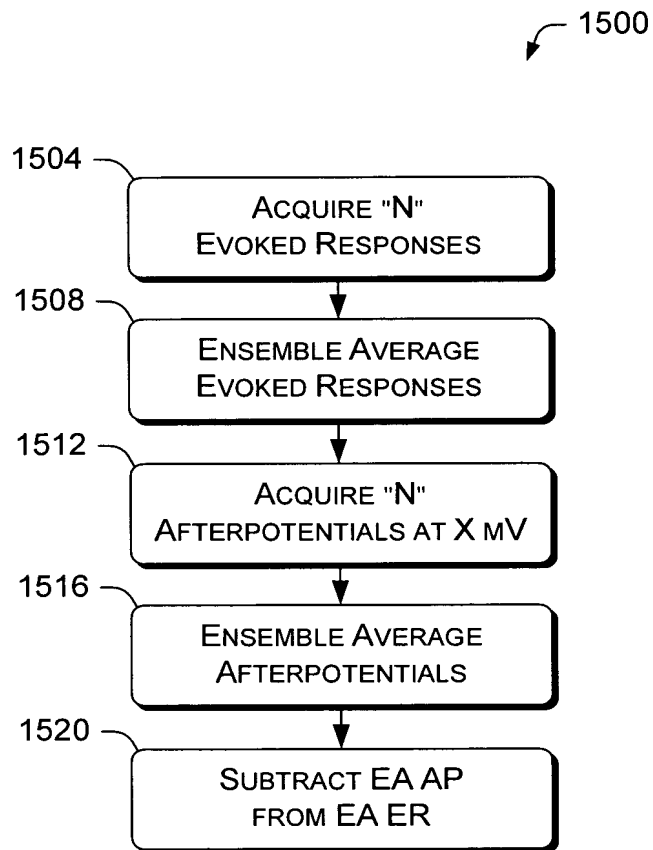 1500
1504
ACQUIRE "N"
EVOKED RESPONSES
1508
ENSEMBLE AVERAGE
EVOKED RESPONSES
1512
ACQUIRE "N"
AFTERPOTENTIALS AT X MV
1516
ENSEMBLE AVERAGE
AFTERPOTENTIALS
1520
SUBTRACT EA AP
FROM EA ER